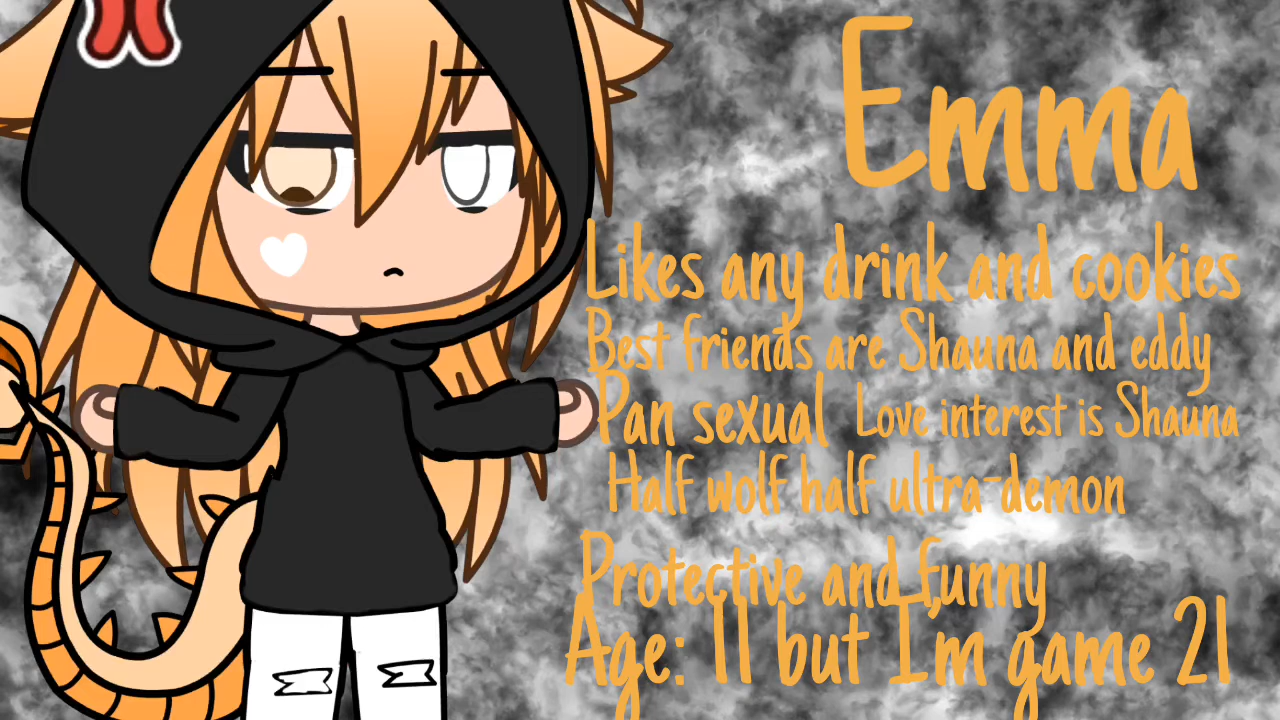 Emma
Likes any drink and cookies
Best friends are Shauna and eddy
Pan sexual Love interest is Shauna
Half wolf half ultra-demon
Protective and funny
Age: 11 but I'm game 21